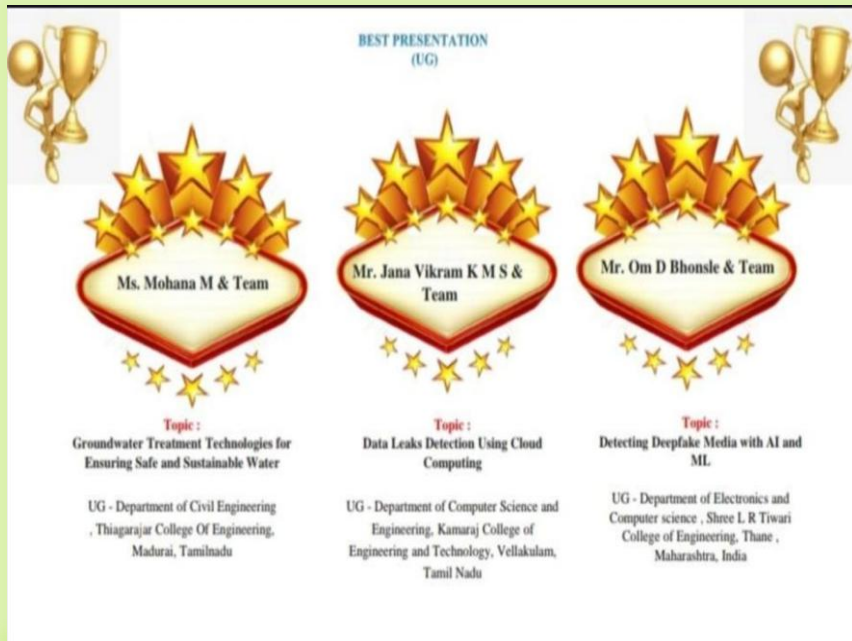 BEST PRESENTATION
(UG)
Ms. Mohana M & Team
Mr. Jana Vikram K M S &
Team
Mr. Om D Bhonsle & Team
Topic :
Groundwater Treatment Technologies for
Ensuring Safe and Sustainable Water
UG - Department of Civil Engineering
, Thiagarajar College Of Engineering,
Madurai, Tamilnadu
Topic :
Data Leaks Detection Using Cloud
Computing
UG - Department of Computer Science and
Engineering, Kamaraj College of
Engineering and Technology, Vellakulam,
Tamil Nadu
Topic :
Detecting Deepfake Media with AI and
ML
UG - Department of Electronics and
Computer science , Shree L R Tiwari
College of Engineering, Thane ,
Maharashtra, India